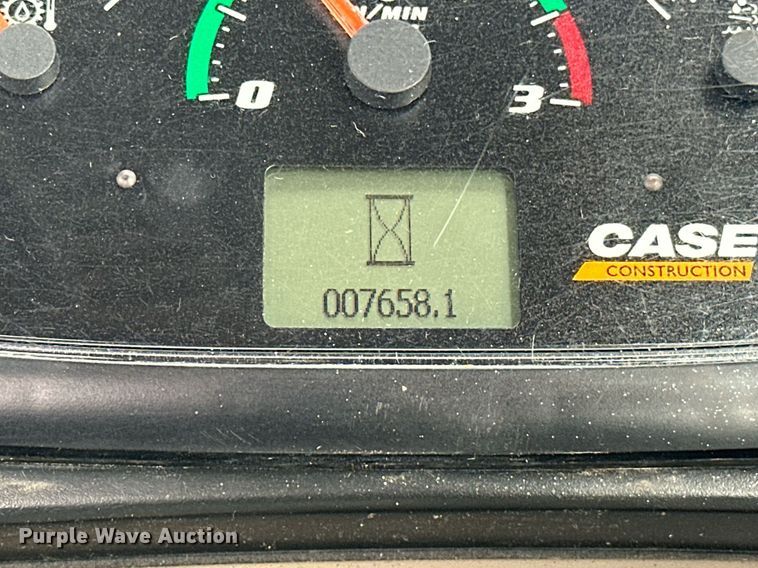 /MIN
0
3
007658.1
CASE
CONSTRUCTION
Purple Wave Auction